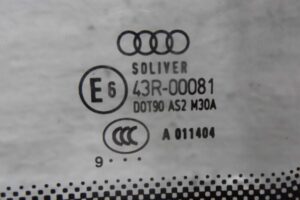 SOLIVER
E6 43R-00081
DOT90 AS2 M30A
CCC A 011404
9 ....